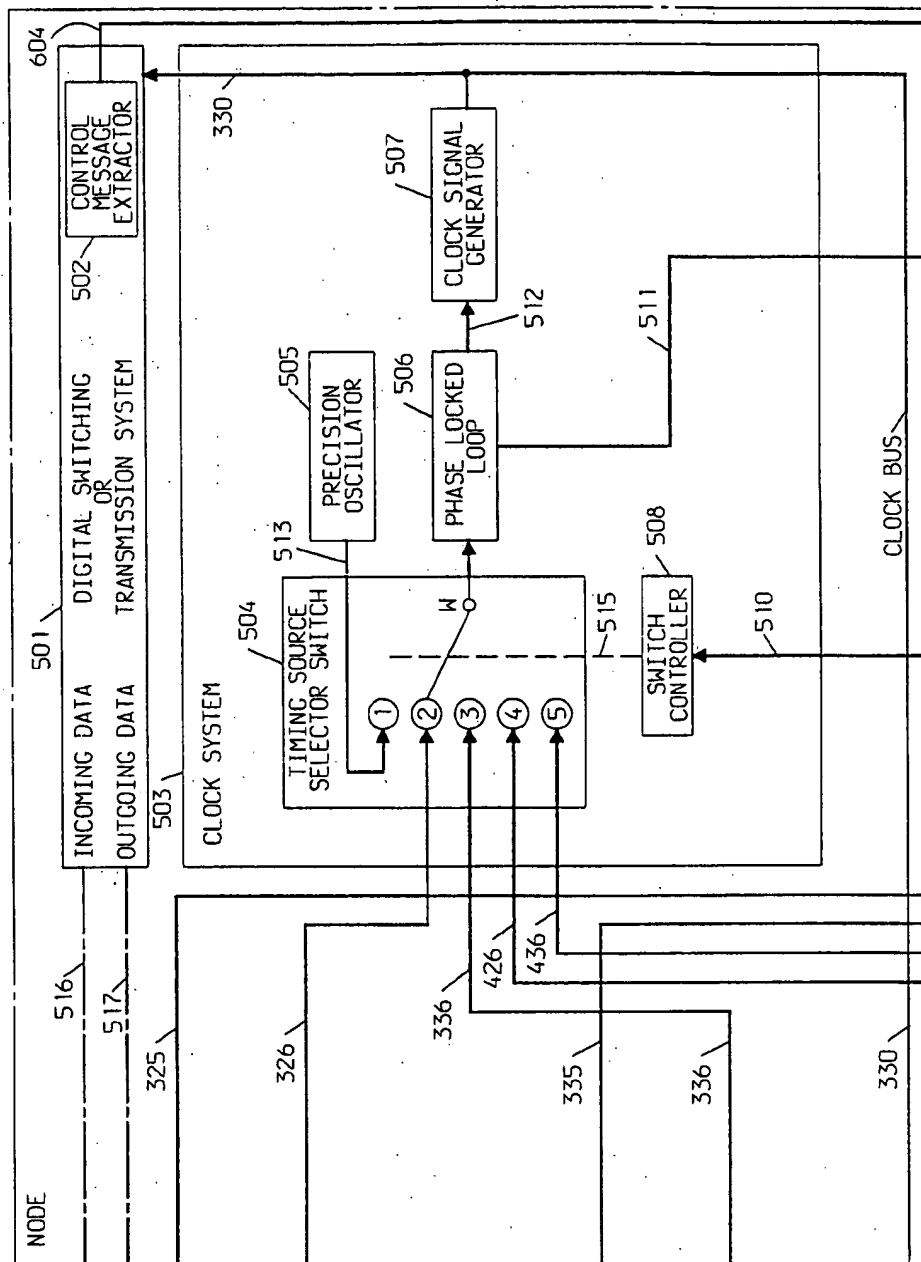 NODE
516
517
325
326
335
336
330
501
INCOMING DATA
OUTGOING DATA
DIGITAL SWITCHING
OR
TRANSMISSION SYSTEM
502
CONTROL
MESSAGE
EXTRACTOR
604
503
CLOCK SYSTEM
504
TIMING SOURCE
SELECTOR SWITCH
1
2
3
4
5
W
336
426
436
513
505
PRECISION
OSCILLATOR
506
PHASE LOCKED
LOOP
512
507
CLOCK SIGNAL
GENERATOR
330
515
508
SWITCH
CONTROLLER
510
511
CLOCK BUS